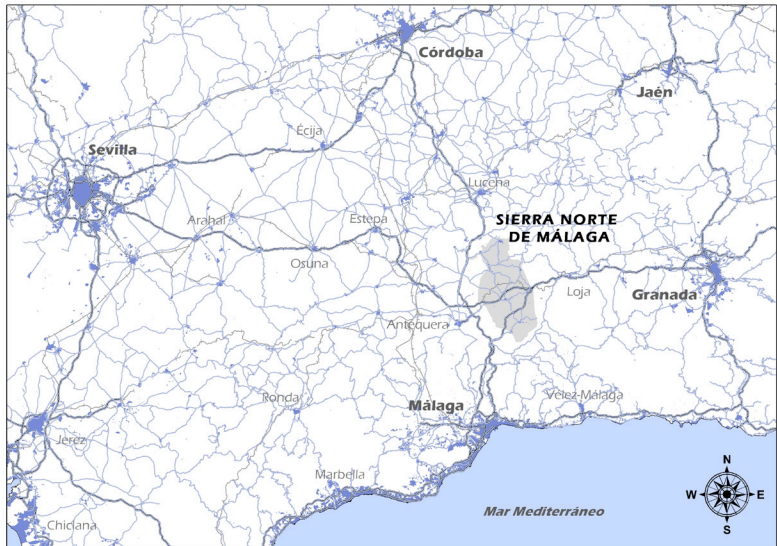 Córdoba
Jaén
Écija
Sevilla
Lucena
Arahal
Estepa
SIERRA NORTE
DE MÁLAGA
Osuna
Loja
Granada
Antequera
Ronda
Vélez-Málaga
Málaga
Jerez
Marbella
N
W
E
S
Mar Mediterráneo
Chiclana